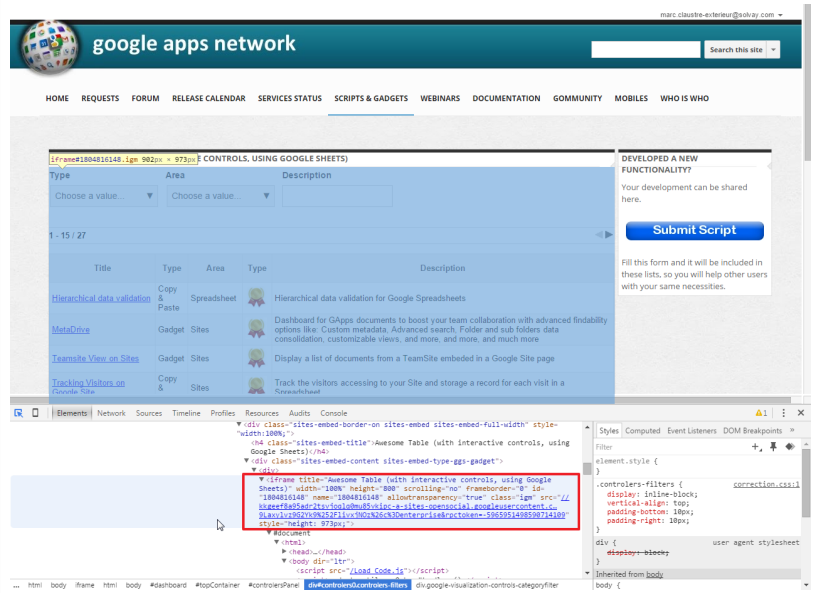 marc.claustre-exterieur@solvay.com
google apps network
Search this site
HOME REQUESTS FORUM RELEASE CALENDAR SERVICES STATUS SCRIPTS & GADGETS WEBINARS DOCUMENTATION GOMMUNITY MOBILES WHO IS WHO
iframe#1804816148.igm 902px × 973px E CONTROLS, USING GOOGLE SHEETS)
Type Area Description
Choose a value... Choose a value...
1 - 15 / 27
Title Type Area Type Description
Hierarchical data validation Copy & Paste Spreadsheet Hierarchical data validation for Google Spreadsheets
MetaDrive Gadget Sites Dashboard for GApps documents to boost your team collaboration with advanced findability
options like: Custom metadata, Advanced search, Folder and sub folders data
consolidation, customizable views, and more, and more, and much more
Teamsite View on Sites Gadget Sites Display a list of documents from a TeamSite embeded in a Google Site page
Tracking Visitors on Google Site Copy & Sites Track the visitors accessing to your Site and storage a record for each visit in a
Spreadsheet
DEVELOPED A NEW
FUNCTIONALITY?
Your development can be shared
here.
Submit Script
Fill this form and it will be included in
these lists, so you will help other users
with your same necessities.
Elements Network Sources Timeline Profiles Resources Audits Console 1
<div class="sites-embed-border-on sites-embed sites-embed-full-width" style=
"width:100%;">
<h4 class="sites-embed-title">Awesome Table (with interactive controls, using
Google Sheets)</h4>
<div class="sites-embed-content sites-embed-type-ggs-gadget">
<div>
<iframe title="Awesome Table (with interactive controls, using Google
Sheets)" width="100%" height="800" scrolling="no" frameborder="0" id=
"1804816148" name="1804816148" allowtransparency="true" class="igm" src="//
style="height: 973px;">
#document
<html>
<head>…</head>
<body dir="ltr">
<script src="/Load Code.js"></script>
... html body iframe html body #dashboard #topContainer #controlersPanel div#controlers0.controlers-filters div.google-visualization-controls-categoryfilter
Styles Computed Event Listeners DOM Breakpoints »
Filter
element.style {
}
.controlers-filters { correction.css:1
display: inline-block;
vertical-align: top;
padding-bottom: 10px;
padding-right: 10px;
}
div { user agent stylesheet
display: block;
}
Inherited from body
body {